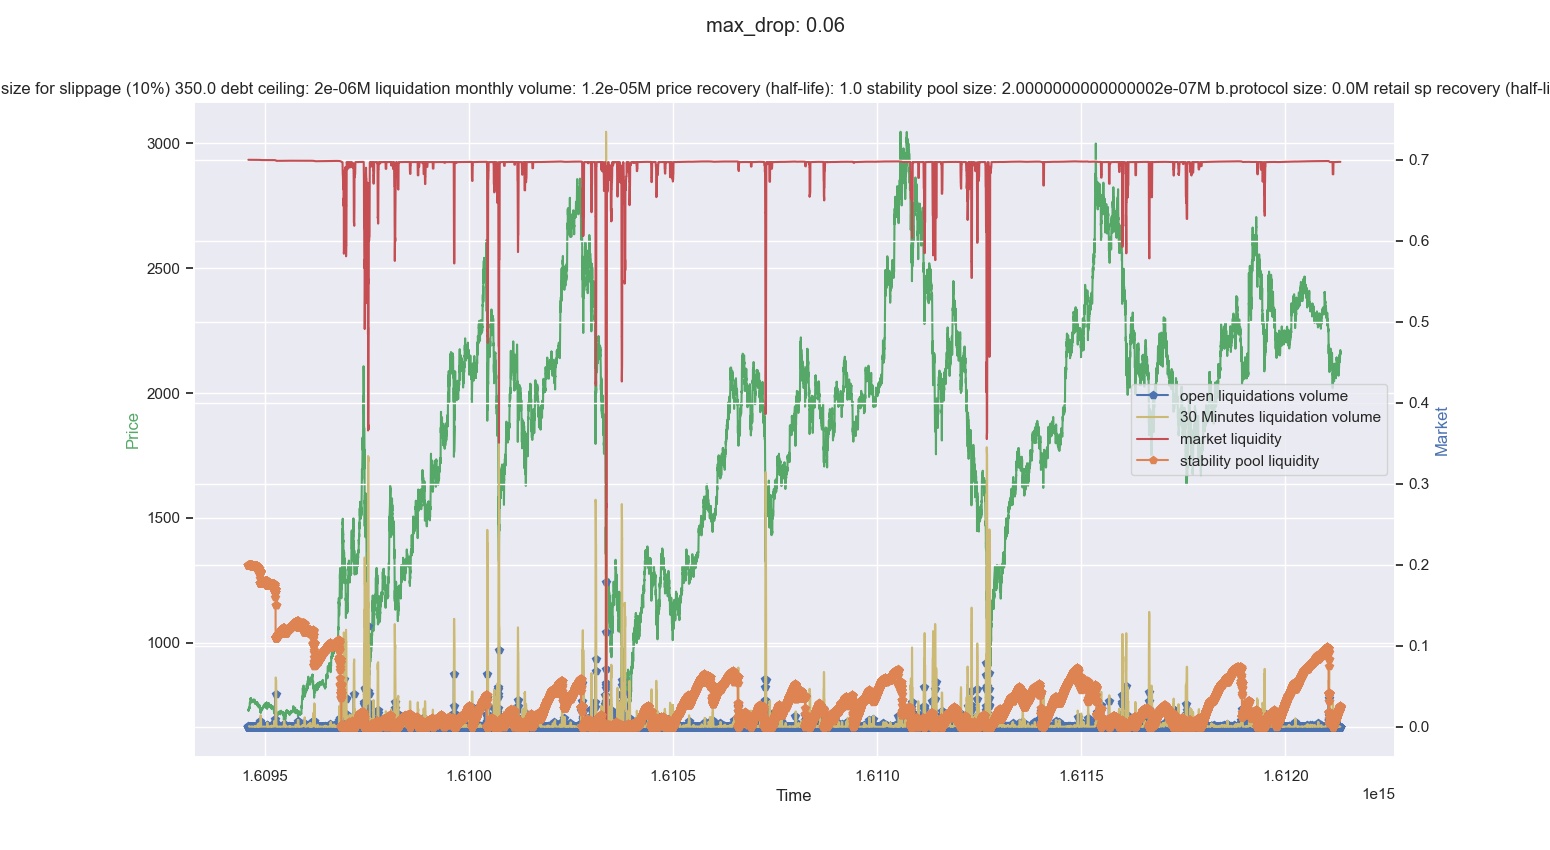 max_drop: 0.06
size for slippage (10%) 350.0 debt ceiling: 2e-06M liquidation monthly volume: 1.2e-05M price recovery (half-life): 1.0 stability pool size: 2.0000000000000002e-07M b.protocol size: 0.0M retail sp recovery (half-li
3000
2500
2000
1500
1000
Price
0.7
0.6
0.5
0.4
0.3
0.2
0.1
0.0
Market
open liquidations volume
30 Minutes liquidation volume
market liquidity
stability pool liquidity
1.6095 1.6100 1.6105 1.6110 1.6115 1.6120
Time
1e15